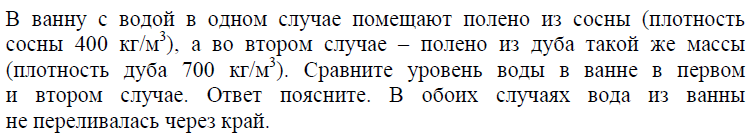 В ванну с водой в одном случае помещают полено из сосны (плотность
сосны 400 кг/м³), а во втором случае – полено из дуба такой же массы
(плотность дуба 700 кг/м³). Сравните уровень воды в ванне в первом
и втором случае. Ответ поясните. В обоих случаях вода из ванны
не переливалась через край.